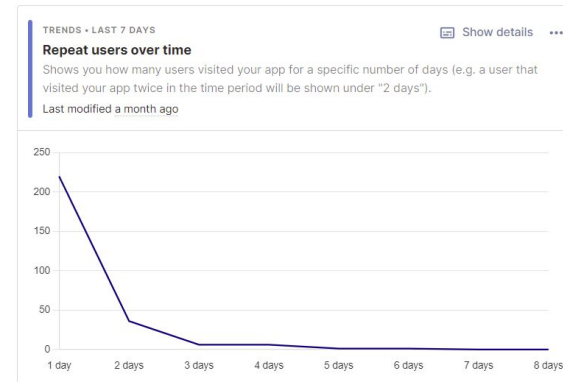 TRENDS • LAST 7 DAYS
Show details
Repeat users over time
Shows you how many users visited your app for a specific number of days (e.g. a user that
visited your app twice in the time period will be shown under "2 days").
Last modified a month ago
250
200
150
100
50
0
1 day 2 days 3 days 4 days 5 days 6 days 7 days 8 days